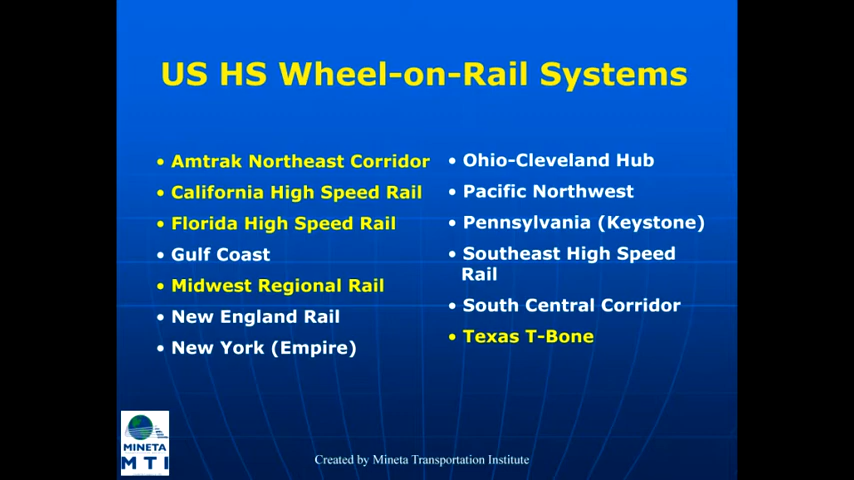 US HS Wheel-on-Rail Systems
• Amtrak Northeast Corridor
• California High Speed Rail
• Florida High Speed Rail
• Gulf Coast
• Midwest Regional Rail
• New England Rail
• New York (Empire)
• Ohio-Cleveland Hub
• Pacific Northwest
• Pennsylvania (Keystone)
• Southeast High Speed
Rail
• South Central Corridor
• Texas T-Bone
MINETA
MTI
Created by Mineta Transportation Institute